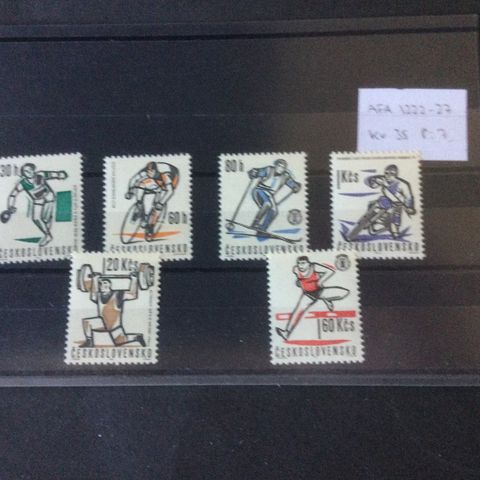 AFA 1222-27
KV 35 P.7
30 h
ČESKOSLOVENSKO
60 h
ČESKOSLOVENSKO
80 h
ČESKOSLOVENSKO
1 Kčs
ČESKOSLOVENSKO
1,20 Kčs
ČESKOSLOVENSKO
1,60 Kčs
ČESKOSLOVENSKO